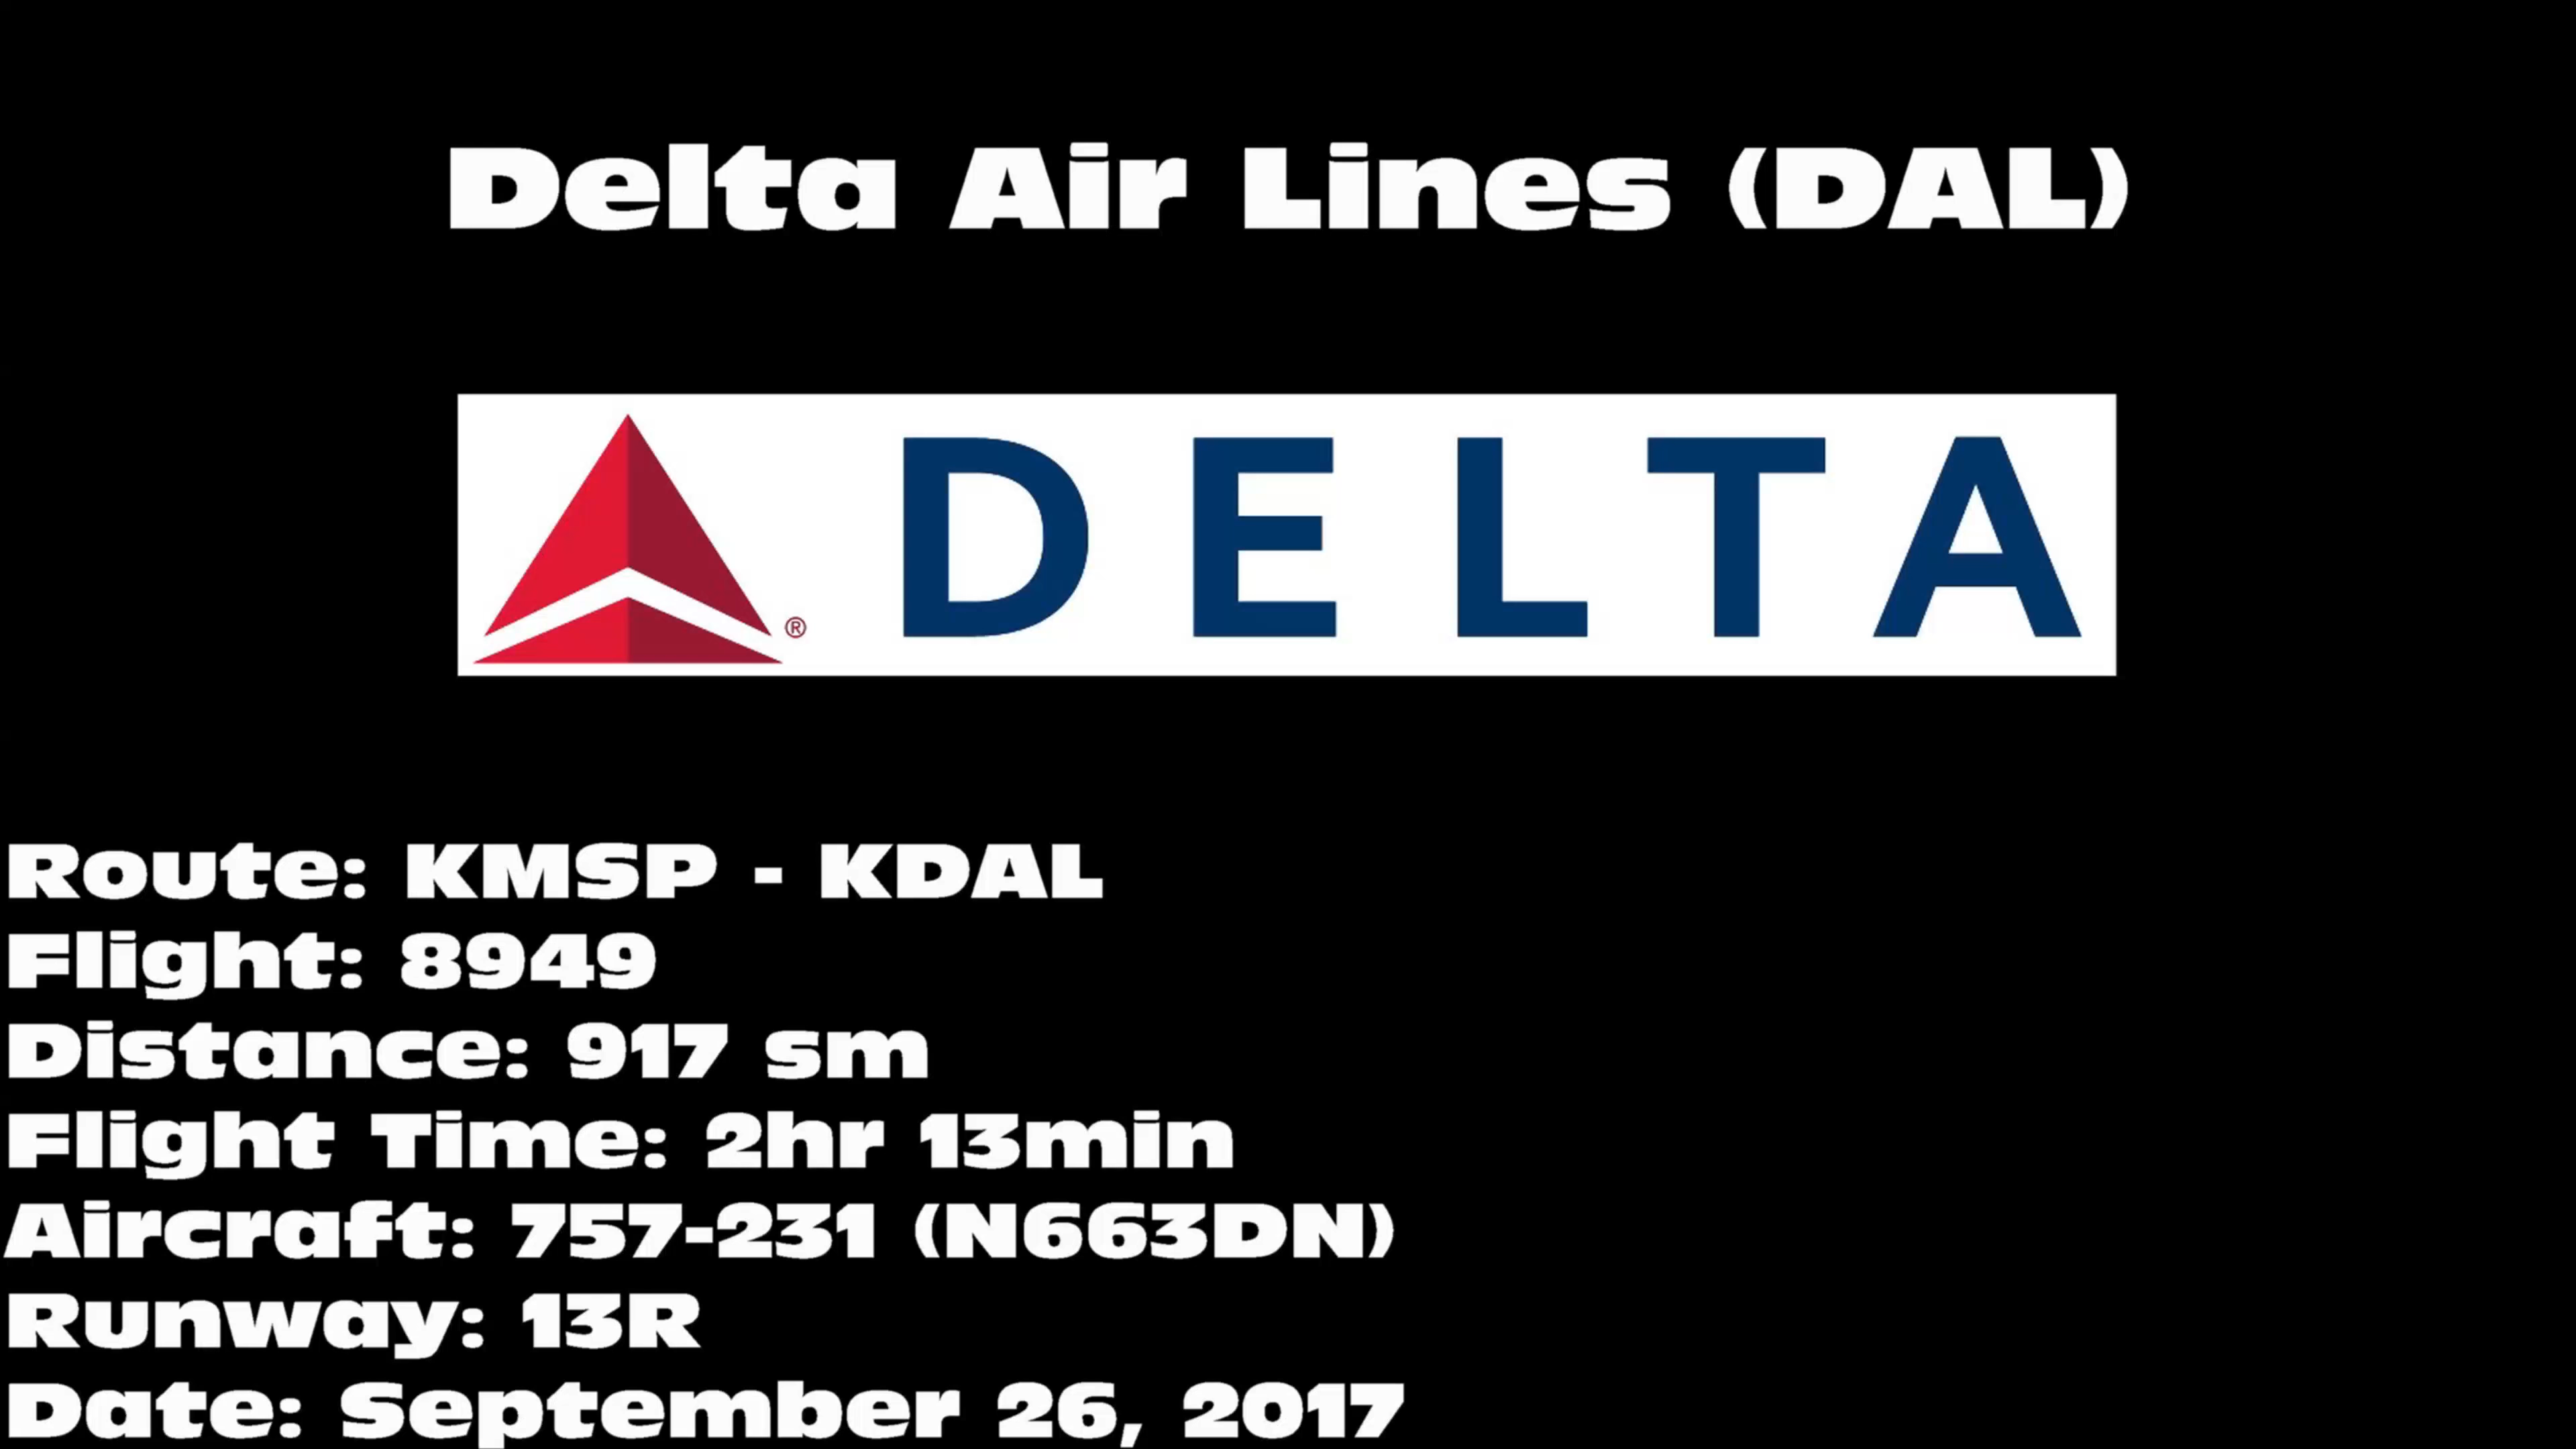 Delta Air Lines (DAL)
® DELTA
Route: KMSP - KDAL
Flight: 8949
Distance: 917 sm
Flight Time: 2hr 13min
Aircraft: 757-231 (N663DN)
Runway: 13R
Date: September 26, 2017